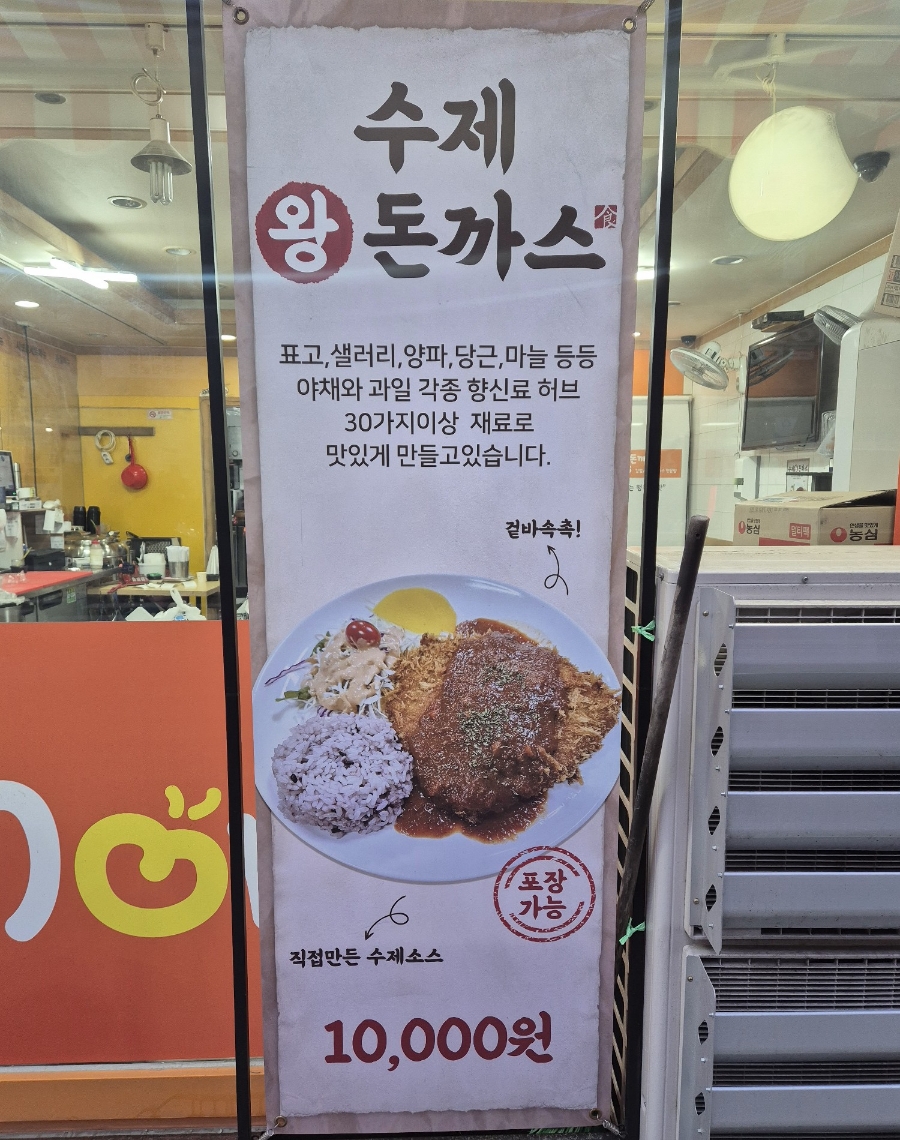 수제
왕 돈까스
食
표고,샐러리,양파,당근,마늘 등등
야채와 과일 각종 향신료 허브
30가지이상 재료로
맛있게 만들고있습니다.
겉바속촉!
포장
가능
직접만든 수제소스
10,000원
농심
농심